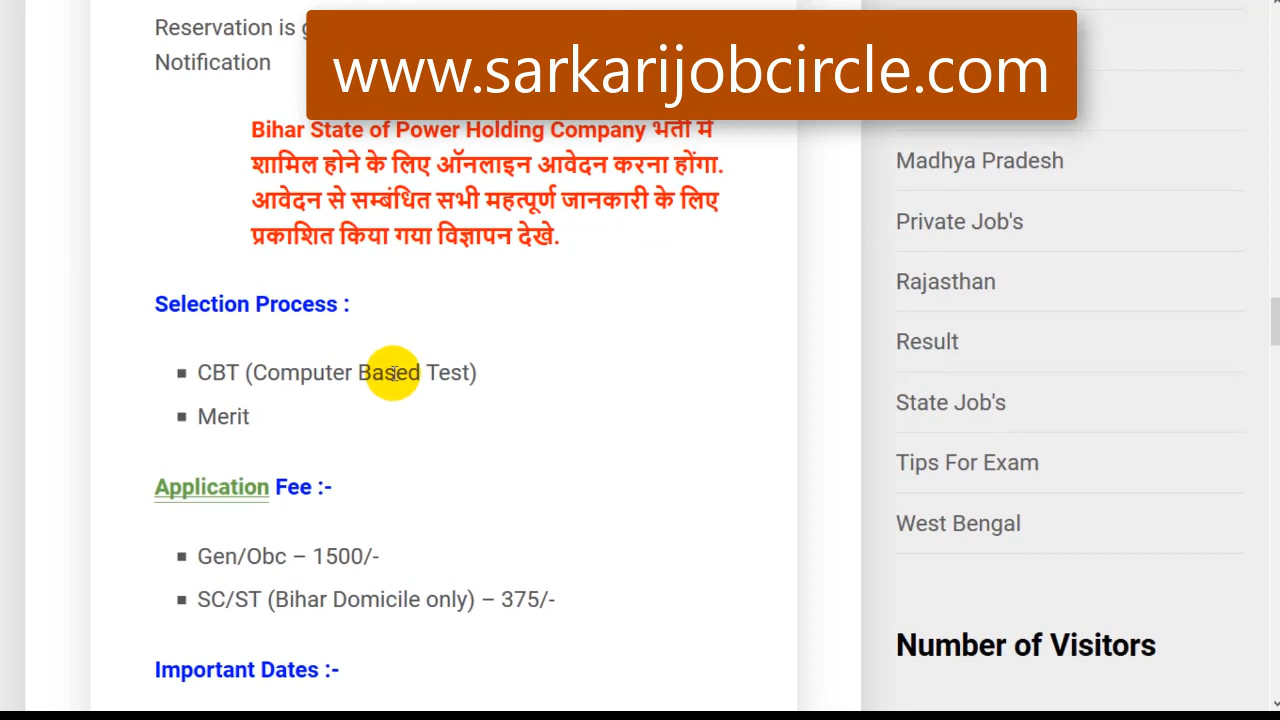 Reservation is
Notification
www.sarkarijobcircle.com
Bihar State of Power Holding Company भर्ती में
शामिल होने के लिए ऑनलाइन आवेदन करना होंगा.
आवेदन से सम्बंधित सभी महत्पूर्ण जानकारी के लिए
प्रकाशित किया गया विज्ञापन देखे.
Selection Process :
CBT (Computer Based Test)
Merit
Application Fee :-
Gen/Obc – 1500/-
SC/ST (Bihar Domicile only) – 375/-
Important Dates :-
Madhya Pradesh
Private Job's
Rajasthan
Result
State Job's
Tips For Exam
West Bengal
Number of Visitors